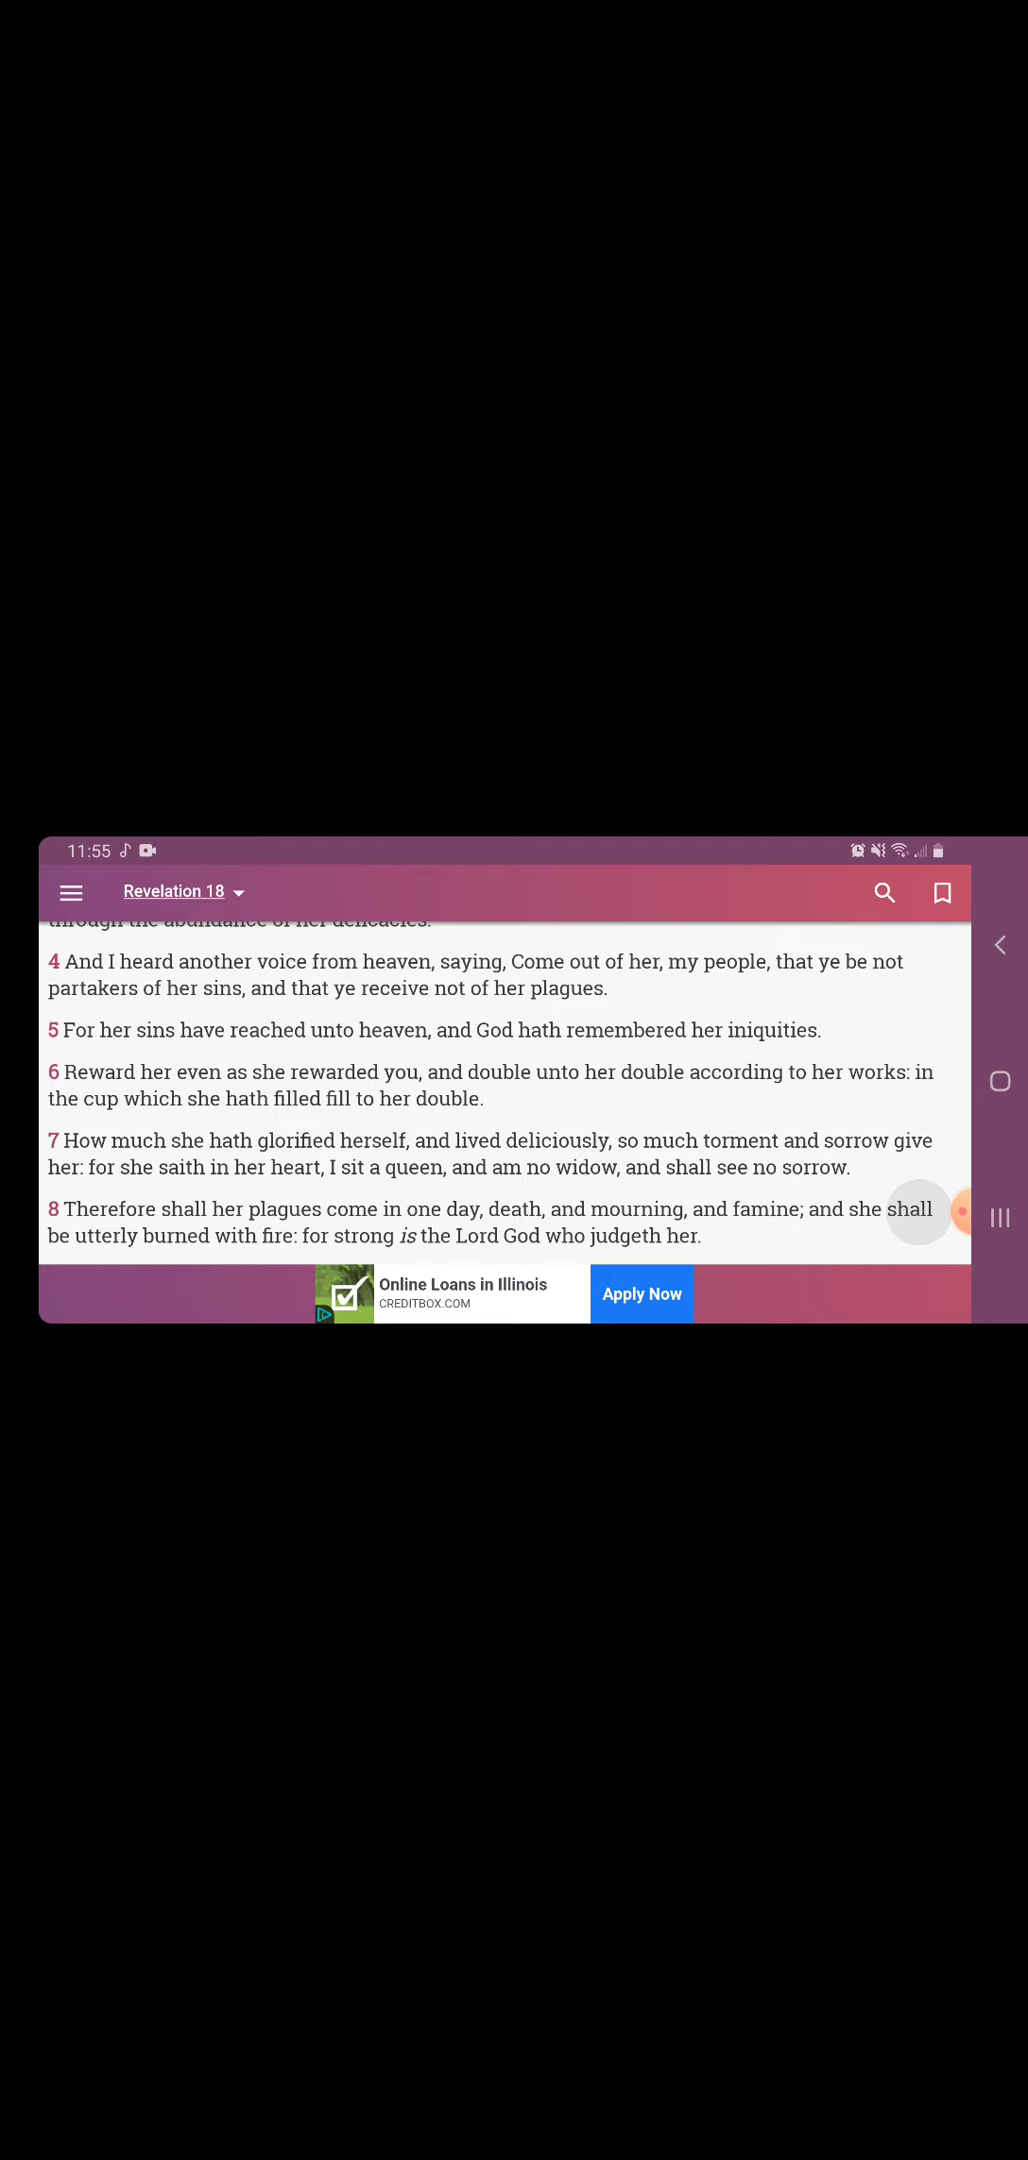 11:55
Revelation 18
through the abundance of her delicacies.
4 And I heard another voice from heaven, saying, Come out of her, my people, that ye be not
partakers of her sins, and that ye receive not of her plagues.
5 For her sins have reached unto heaven, and God hath remembered her iniquities.
6 Reward her even as she rewarded you, and double unto her double according to her works: in
the cup which she hath filled fill to her double.
7 How much she hath glorified herself, and lived deliciously, so much torment and sorrow give
her: for she saith in her heart, I sit a queen, and am no widow, and shall see no sorrow.
8 Therefore shall her plagues come in one day, death, and mourning, and famine; and she shall
be utterly burned with fire: for strong is the Lord God who judgeth her.
Online Loans in Illinois
CREDITBOX.COM
Apply Now